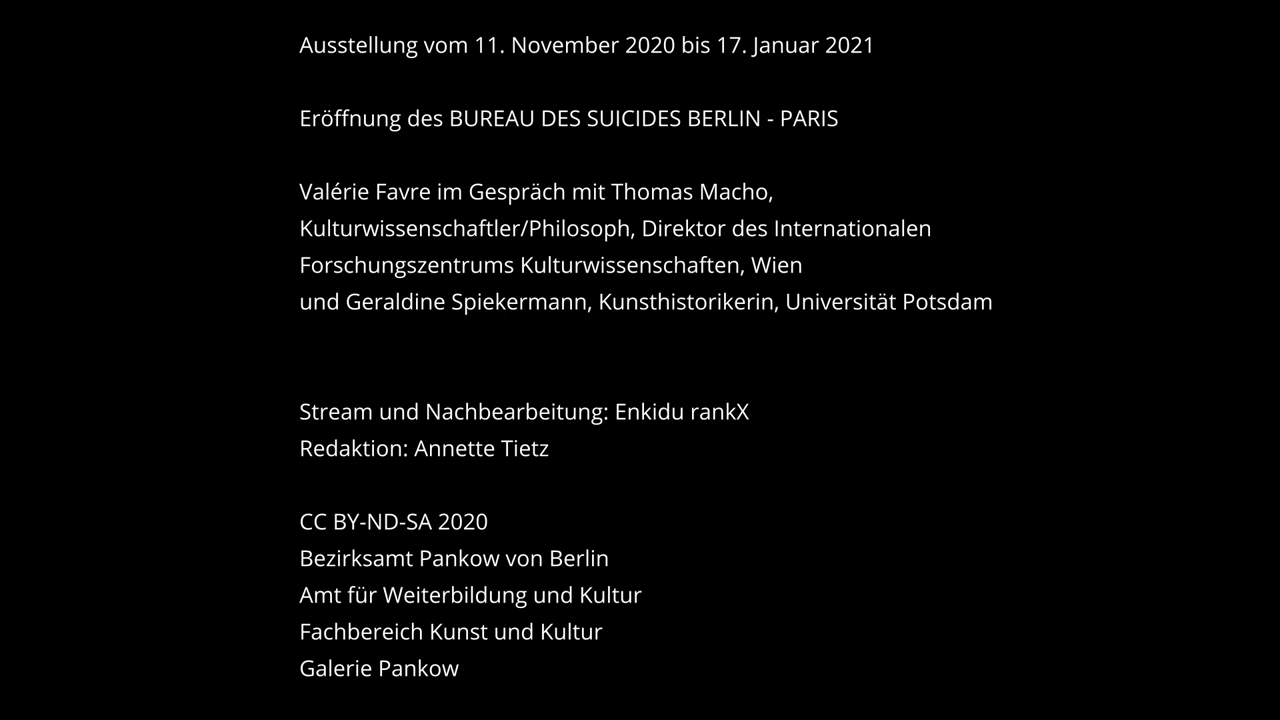 Ausstellung vom 11. November 2020 bis 17. Januar 2021
Eröffnung des BUREAU DES SUICIDES BERLIN - PARIS
Valérie Favre im Gespräch mit Thomas Macho,
Kulturwissenschaftler/Philosoph, Direktor des Internationalen
Forschungszentrums Kulturwissenschaften, Wien
und Geraldine Spiekermann, Kunsthistorikerin, Universität Potsdam
Stream und Nachbearbeitung: Enkidu rankX
Redaktion: Annette Tietz
CC BY-ND-SA 2020
Bezirksamt Pankow von Berlin
Amt für Weiterbildung und Kultur
Fachbereich Kunst und Kultur
Galerie Pankow